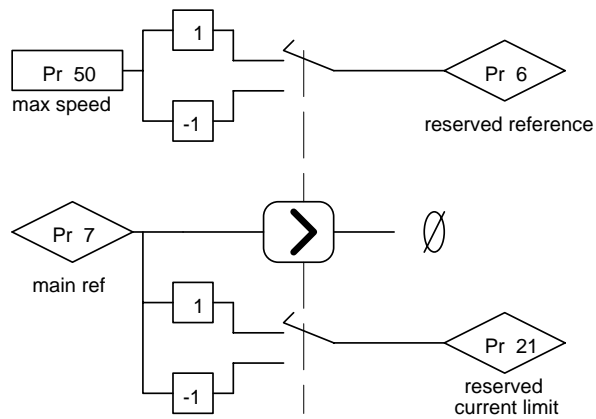 1
Pr 50
Pr 6
max speed
-1
reserved reference
Pr 7
>
Ø
main ref
1
Pr 21
-1
reserved
current limit